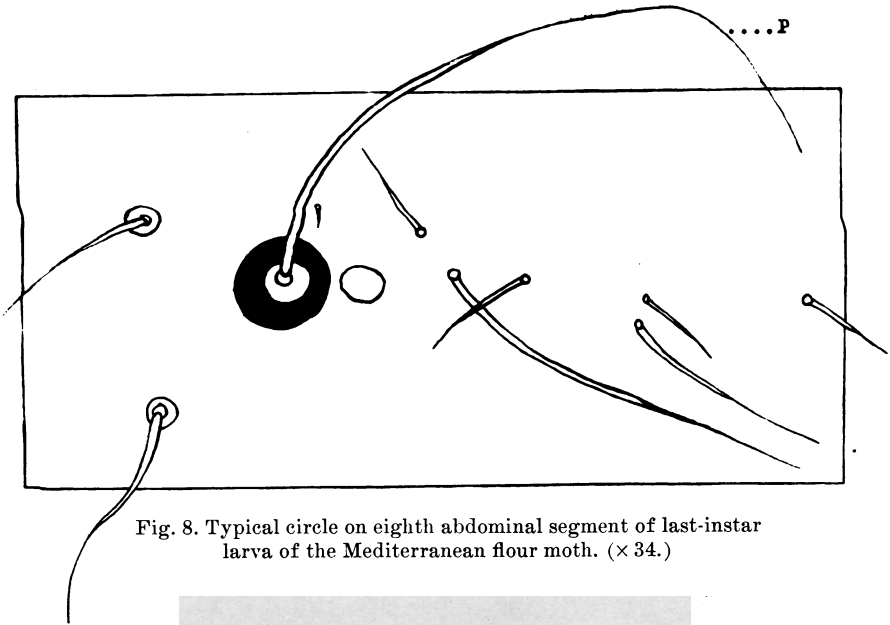 ....P
Fig. 8. Typical circle on eighth abdominal segment of last-instar
larva of the Mediterranean flour moth. (× 34.)